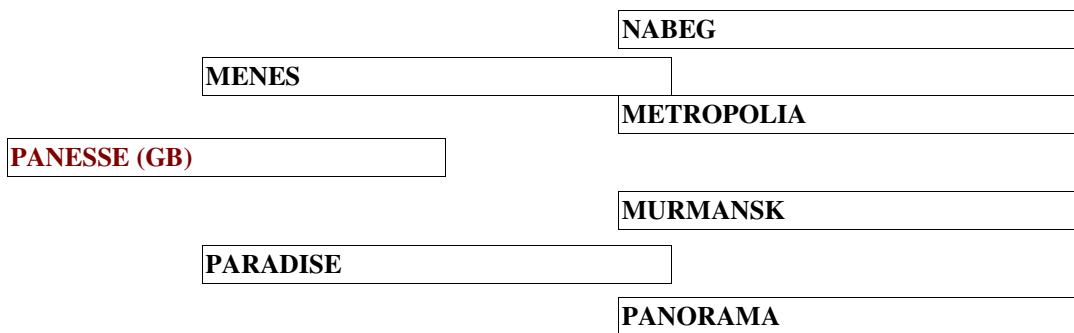 NABEG
MENES
METROPOLIA
PANESSE (GB)
MURMANSK
PARADISE
PANORAMA